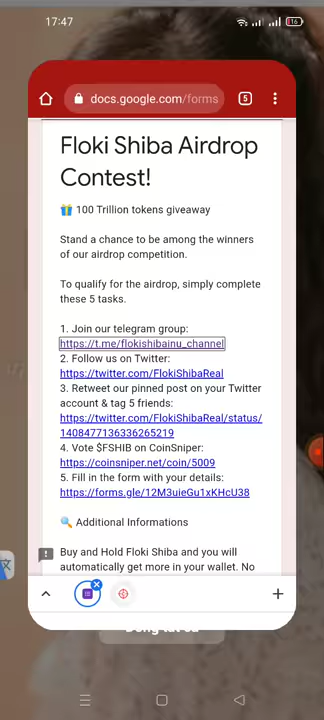 17:47
16
docs.google.com/forms
5
Floki Shiba Airdrop
Contest!
🎁 100 Trillion tokens giveaway
Stand a chance to be among the winners
of our airdrop competition.
To qualify for the airdrop, simply complete
these 5 tasks.
1. Join our telegram group:
https://t.me/flokishibainu_channel
2. Follow us on Twitter:
https://twitter.com/FlokiShibaReal
3. Retweet our pinned post on your Twitter
account & tag 5 friends:
https://twitter.com/FlokiShibaReal/status/
1408477136336265219
4. Vote $FSHIB on CoinSniper:
https://coinsniper.net/coin/5009
5. Fill in the form with your details:
https://forms.gle/12M3uieGu1xKHcU38
🔍 Additional Informations
Buy and Hold Floki Shiba and you will
automatically get more in your wallet. No